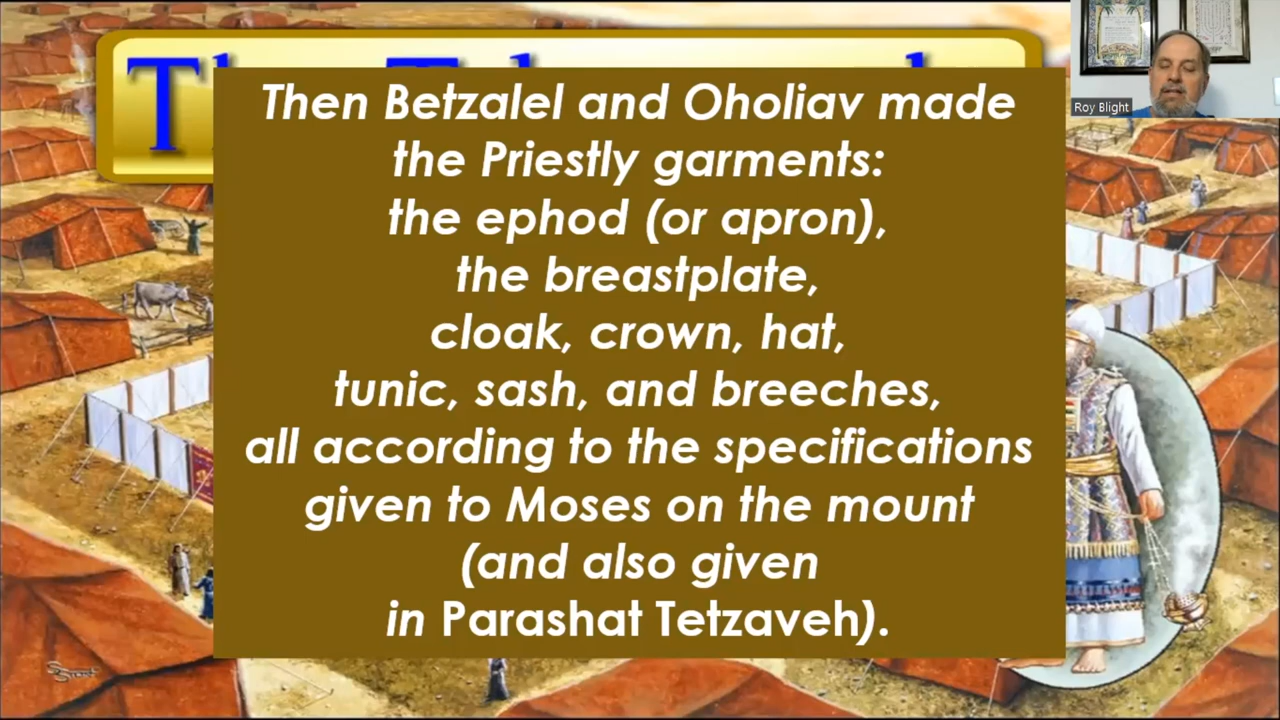 Then Betzalel and Oholiav made
the Priestly garments:
the ephod (or apron),
the breastplate,
cloak, crown, hat,
tunic, sash, and breeches,
all according to the specifications
given to Moses on the mount
(and also given
in Parashat Tetzaveh).
Roy Blight